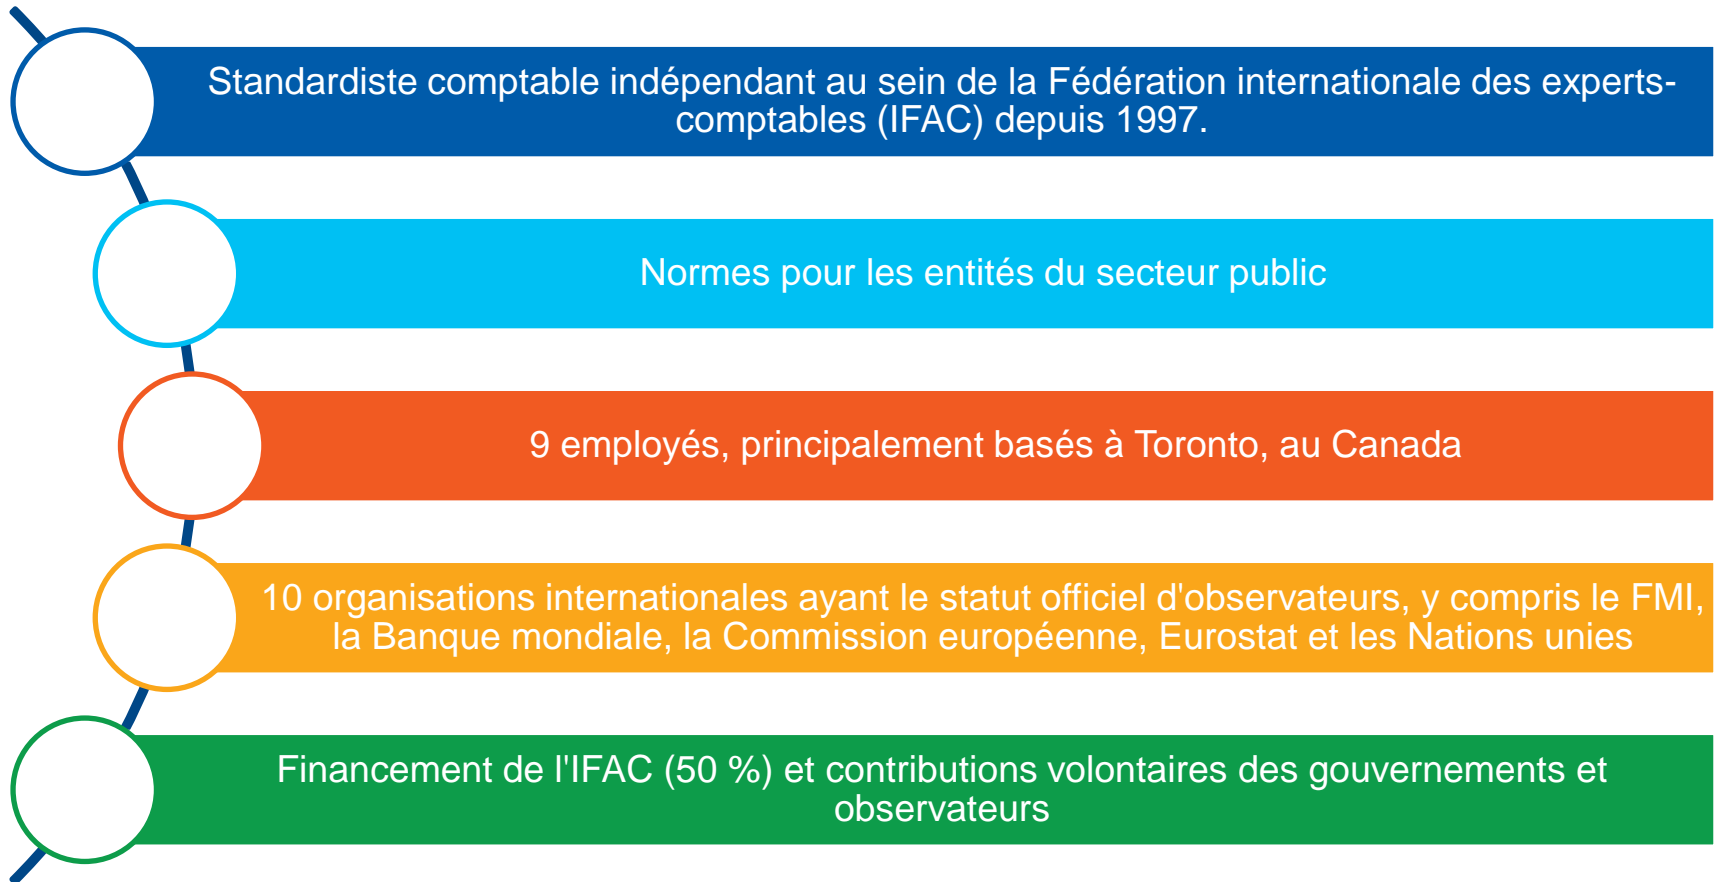 Standardiste comptable indépendant au sein de la Fédération internationale des experts-
comptables (IFAC) depuis 1997.
Normes pour les entités du secteur public
9 employés, principalement basés à Toronto, au Canada
10 organisations internationales ayant le statut officiel d'observateurs, y compris le FMI,
la Banque mondiale, la Commission européenne, Eurostat et les Nations unies
Financement de l'IFAC (50 %) et contributions volontaires des gouvernements et
observateurs